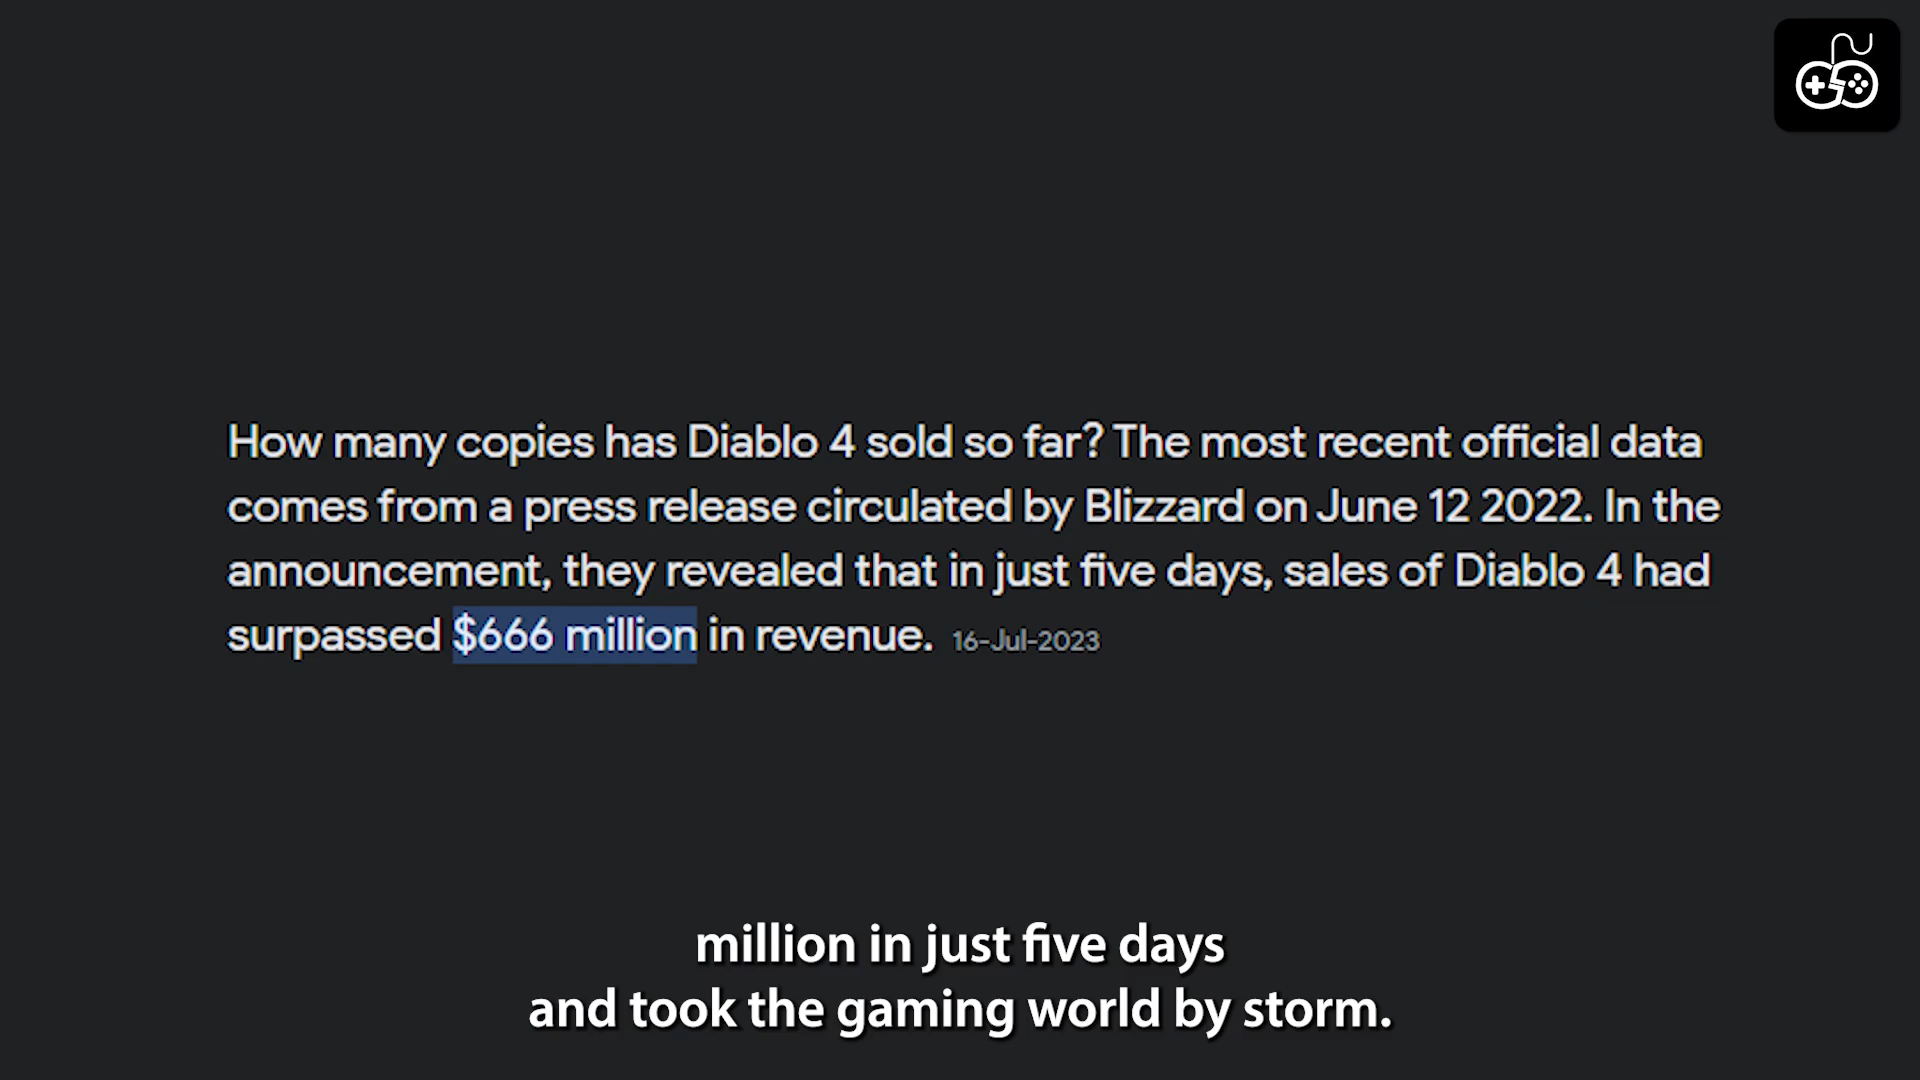 How many copies has Diablo 4 sold so far? The most recent official data
comes from a press release circulated by Blizzard on June 12 2022. In the
announcement, they revealed that in just five days, sales of Diablo 4 had
surpassed $666 million in revenue. 16-Jul-2023
million in just five days
and took the gaming world by storm.